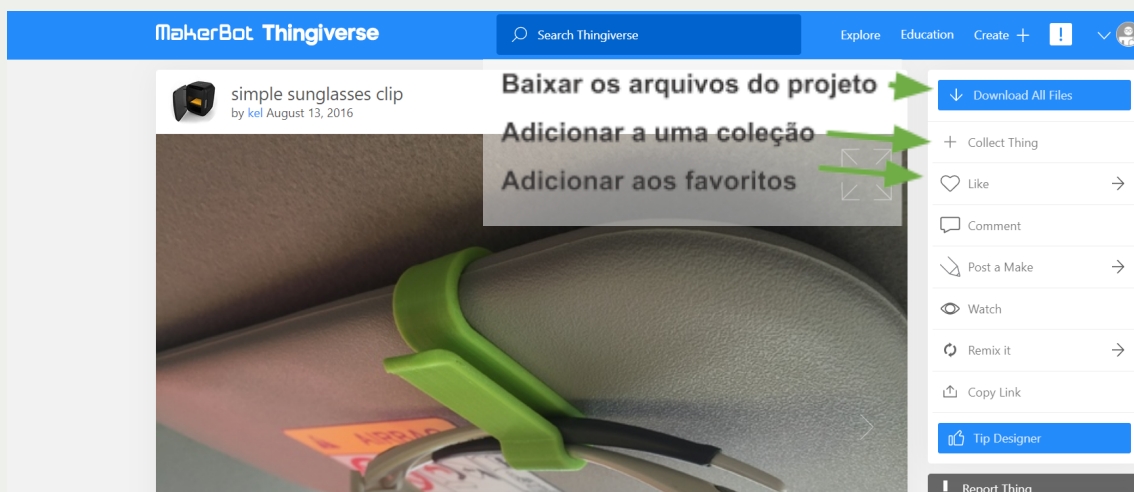 MakerBot Thingiverse
Search Thingiverse
Explore Education Create + !
simple sunglasses clip
by kel August 13, 2016
Baixar os arquivos do projeto
Adicionar a uma coleção
Adicionar aos favoritos
Download All Files
Collect Thing
Like
Comment
Post a Make
Watch
Remix it
Copy Link
Tip Designer
Report Thing
AIRBAG